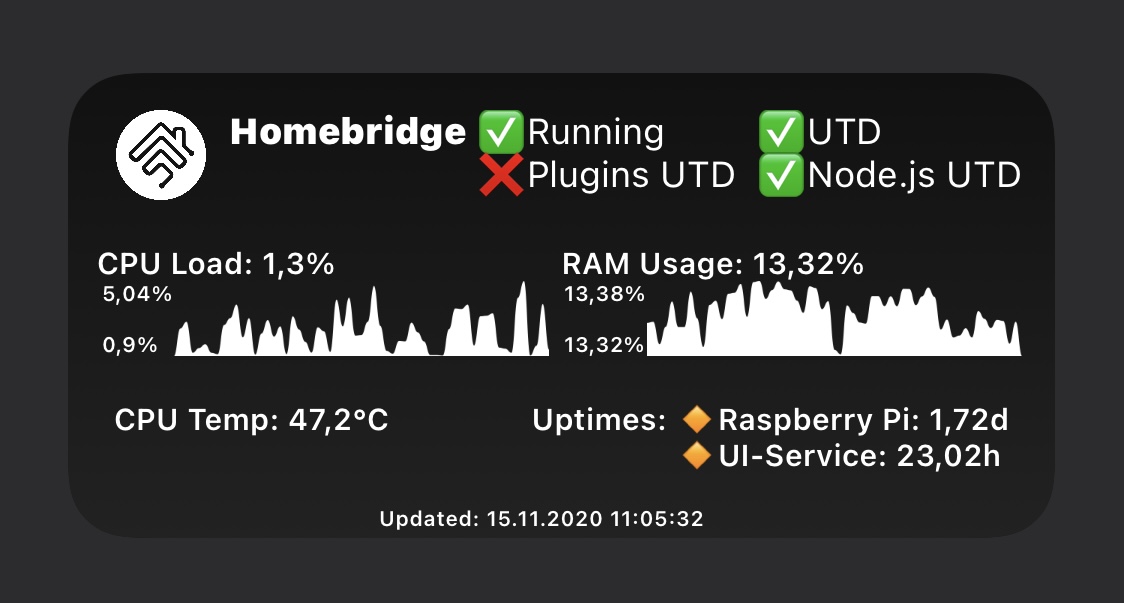 Homebridge ✅Running ✅UTD
❌Plugins UTD ✅Node.js UTD
CPU Load: 1,3% RAM Usage: 13,32%
5,04% 13,38%
0,9% 13,32%
CPU Temp: 47,2°C Uptimes: 🔸Raspberry Pi: 1,72d
🔸UI-Service: 23,02h
Updated: 15.11.2020 11:05:32